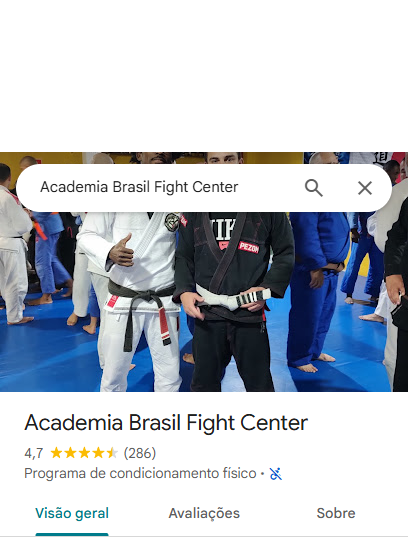 Academia Brasil Fight Center
PEZOK
Academia Brasil Fight Center
4,7 (286)
Programa de condicionamento físico ·
Visão geral Avaliações Sobre